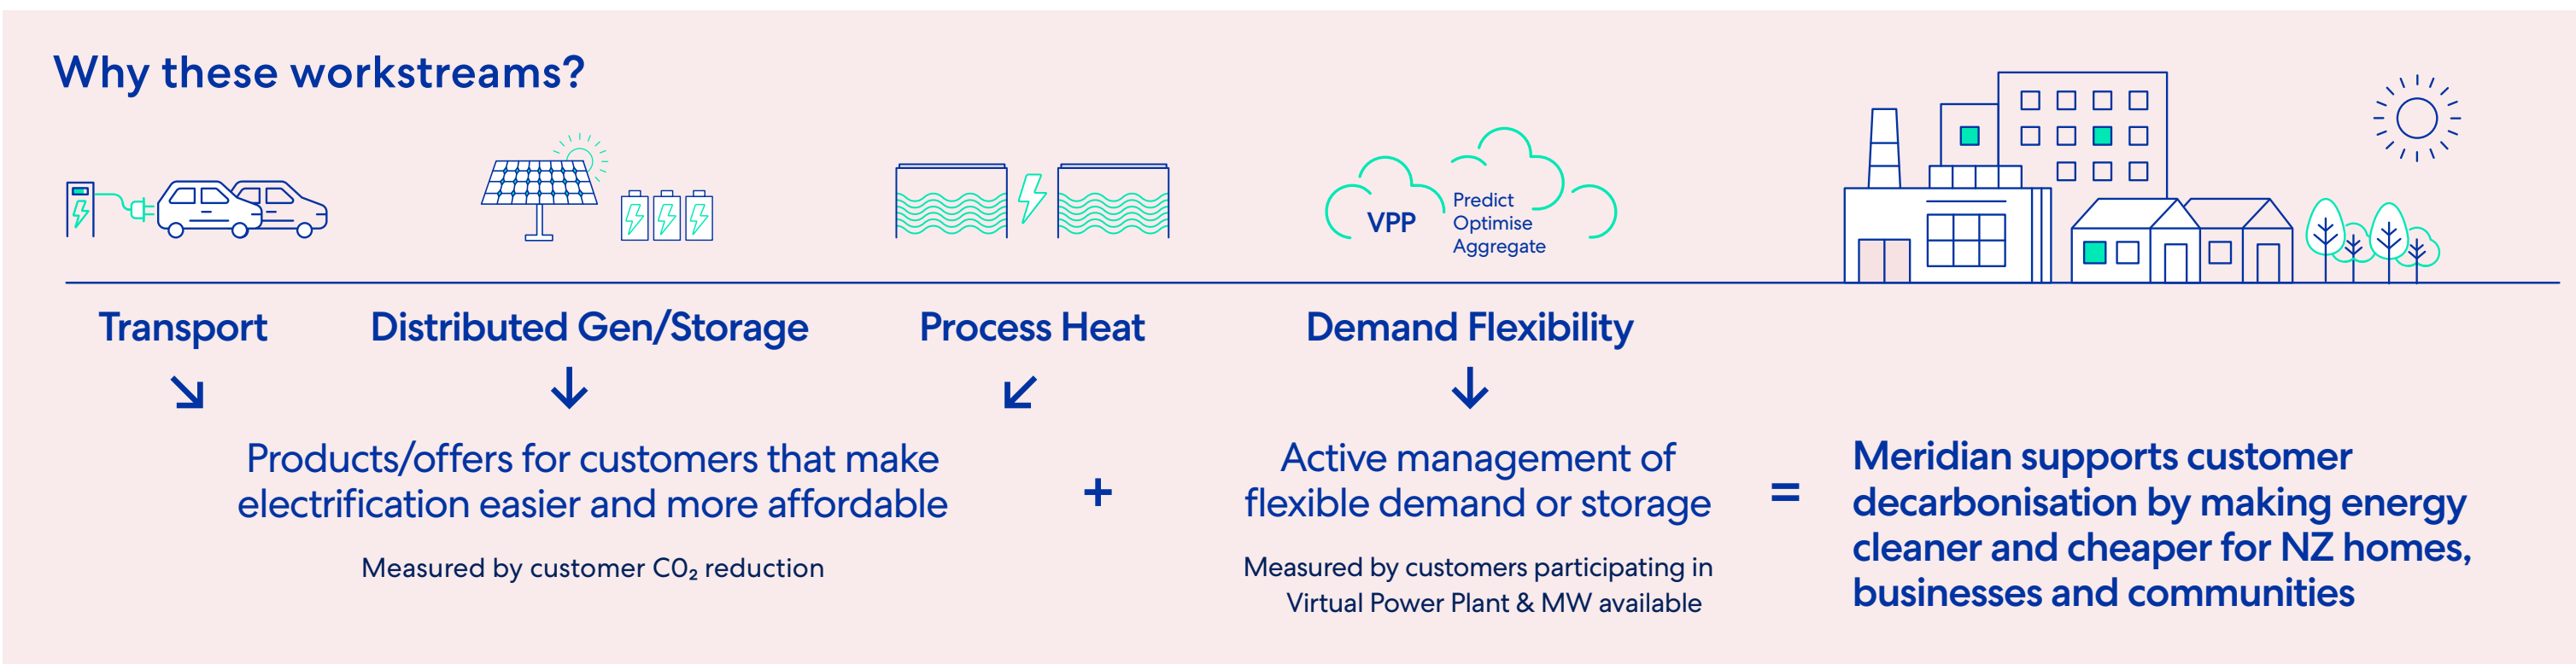 Why these workstreams?
VPP
Predict
Optimise
Aggregate
Transport
Distributed Gen/Storage
Process Heat
Demand Flexibility
Products/offers for customers that make
electrification easier and more affordable
Measured by customer C0₂ reduction
+
Active management of
flexible demand or storage
Measured by customers participating in
Virtual Power Plant & MW available
=
Meridian supports customer
decarbonisation by making energy
cleaner and cheaper for NZ homes,
businesses and communities